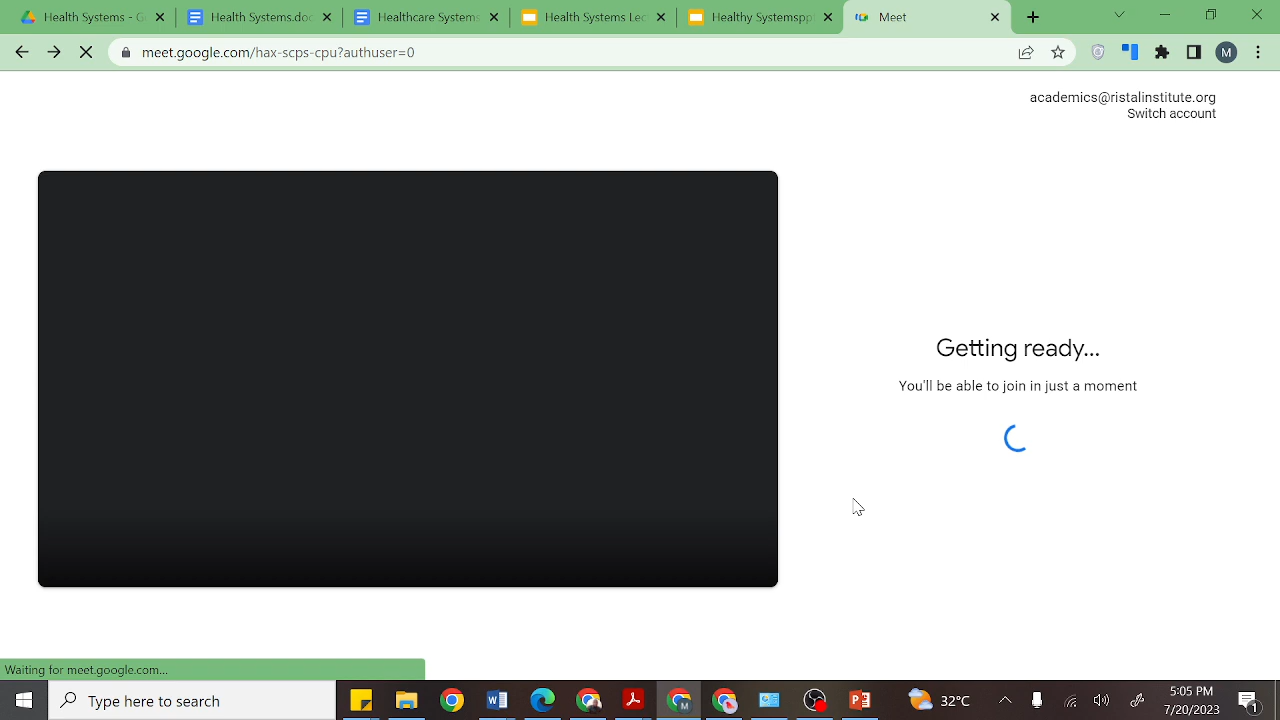 Health Systems - G
Health Systems.doc
Healthcare Systems
Health Systems Lec
Healthy Systemspp
Meet
meet.google.com/hax-scps-cpu?authuser=0
M
academics@ristalinstitute.org
Switch account
Getting ready...
You'll be able to join in just a moment
Waiting for meet.google.com...
Type here to search
32°C
5:05 PM
7/20/2023
1